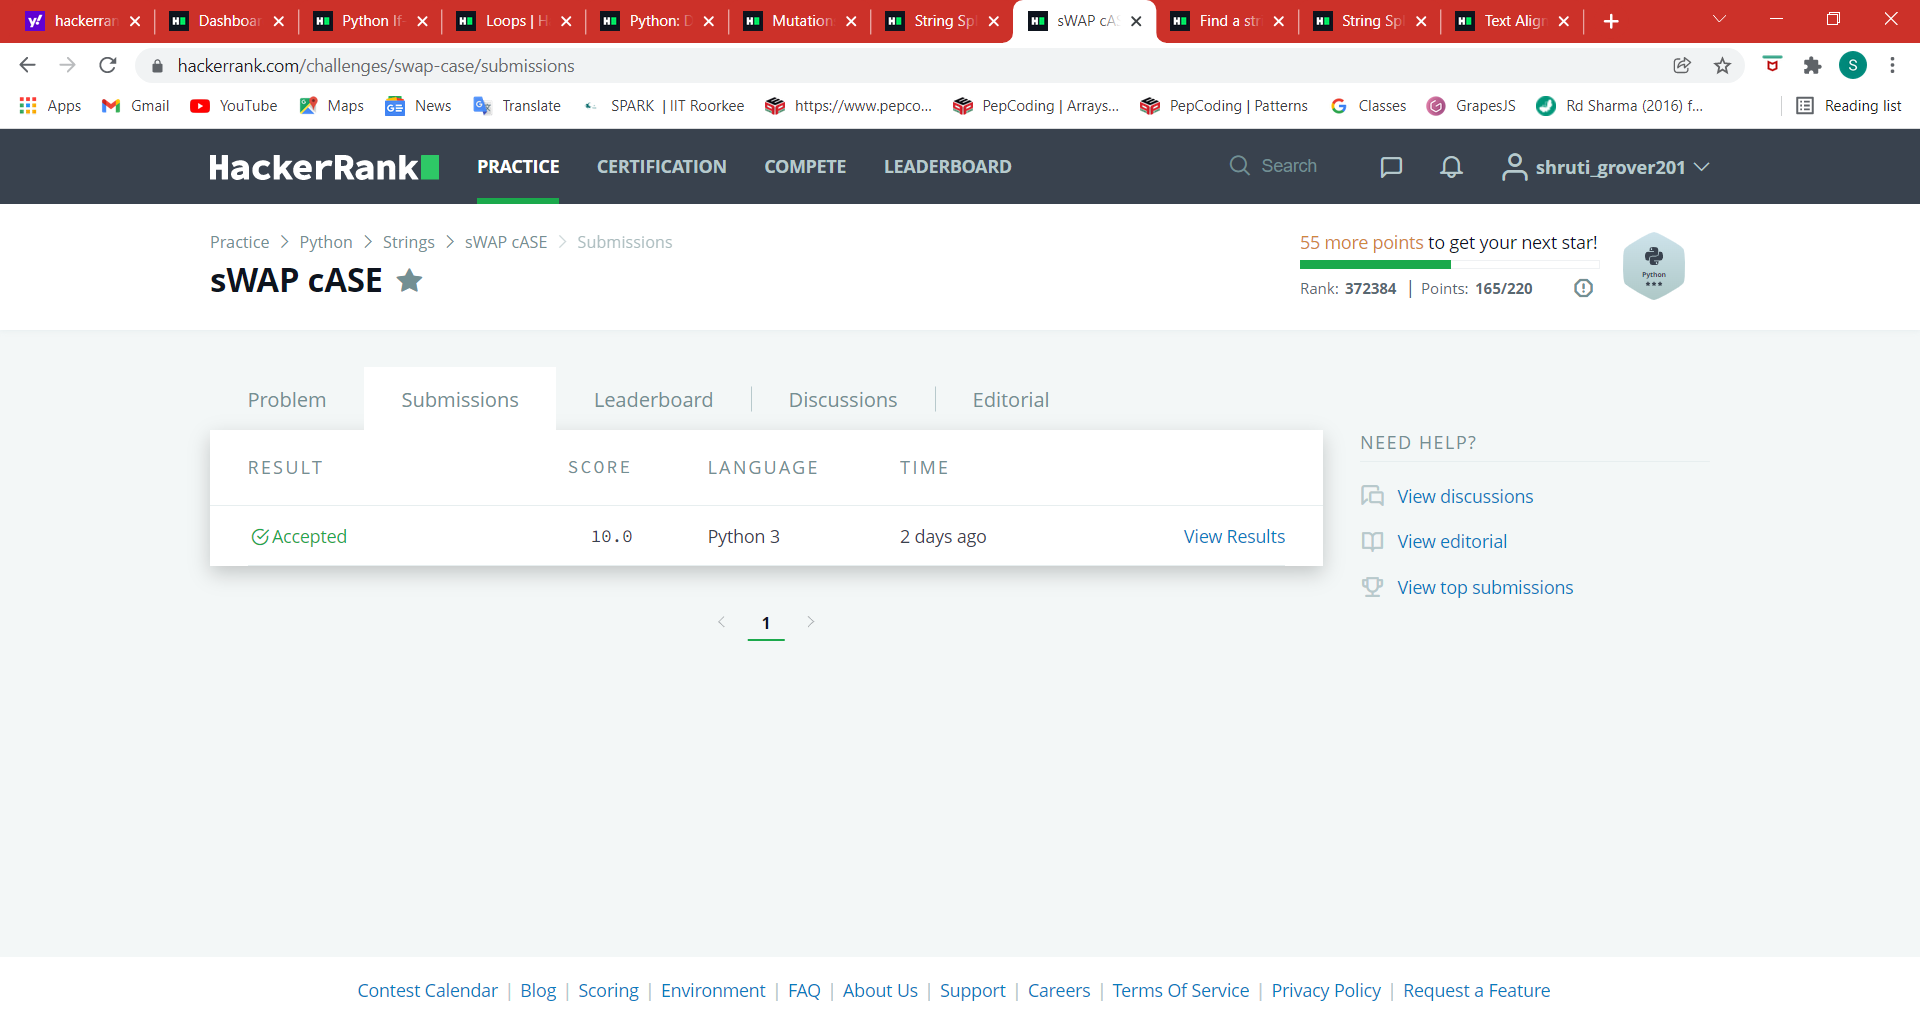 hackerran Dashboar Python If- Loops | H Python: D Mutation String Spl sWAP cAS Find a stri String Spl Text Align
hackerrank.com/challenges/swap-case/submissions S
Apps Gmail YouTube Maps News Translate SPARK | IIT Roorkee https://www.pepco... PepCoding | Arrays... PepCoding | Patterns Classes GrapesJS Rd Sharma (2016) f... Reading list
HackerRank PRACTICE CERTIFICATION COMPETE LEADERBOARD Search shruti_grover201
Practice > Python > Strings > sWAP cASE > Submissions
sWAP cASE
55 more points to get your next star!
Rank: 372384 | Points: 165/220
Python
Problem Submissions Leaderboard Discussions Editorial
RESULT SCORE LANGUAGE TIME
Accepted 10.0 Python 3 2 days ago View Results
1
NEED HELP?
View discussions
View editorial
View top submissions
Contest Calendar | Blog | Scoring | Environment | FAQ | About Us | Support | Careers | Terms Of Service | Privacy Policy | Request a Feature